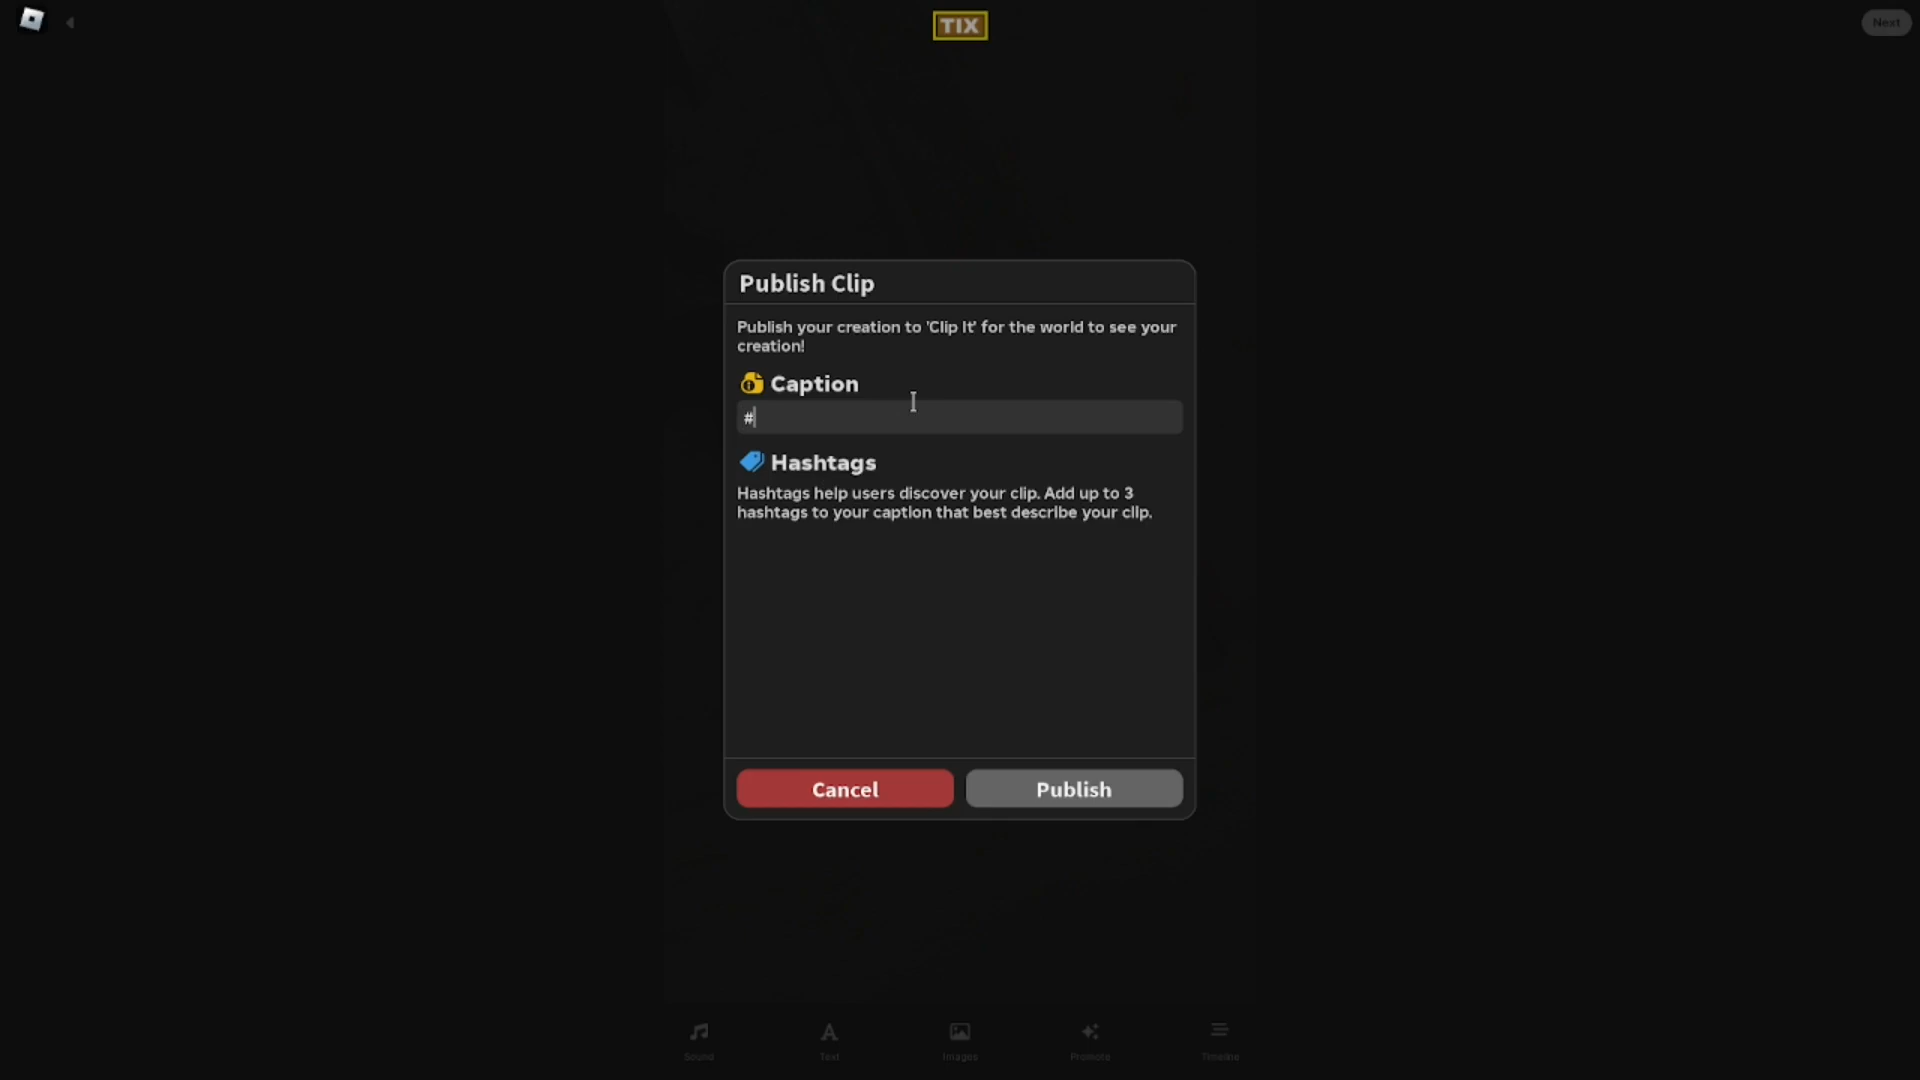 TIX
Next
Publish Clip
Publish your creation to 'Clip It' for the world to see your
creation!
Caption
#
Hashtags
Hashtags help users discover your clip. Add up to 3
hashtags to your caption that best describe your clip.
Cancel
Publish
Sound
Text
Images
Promote
Timeline